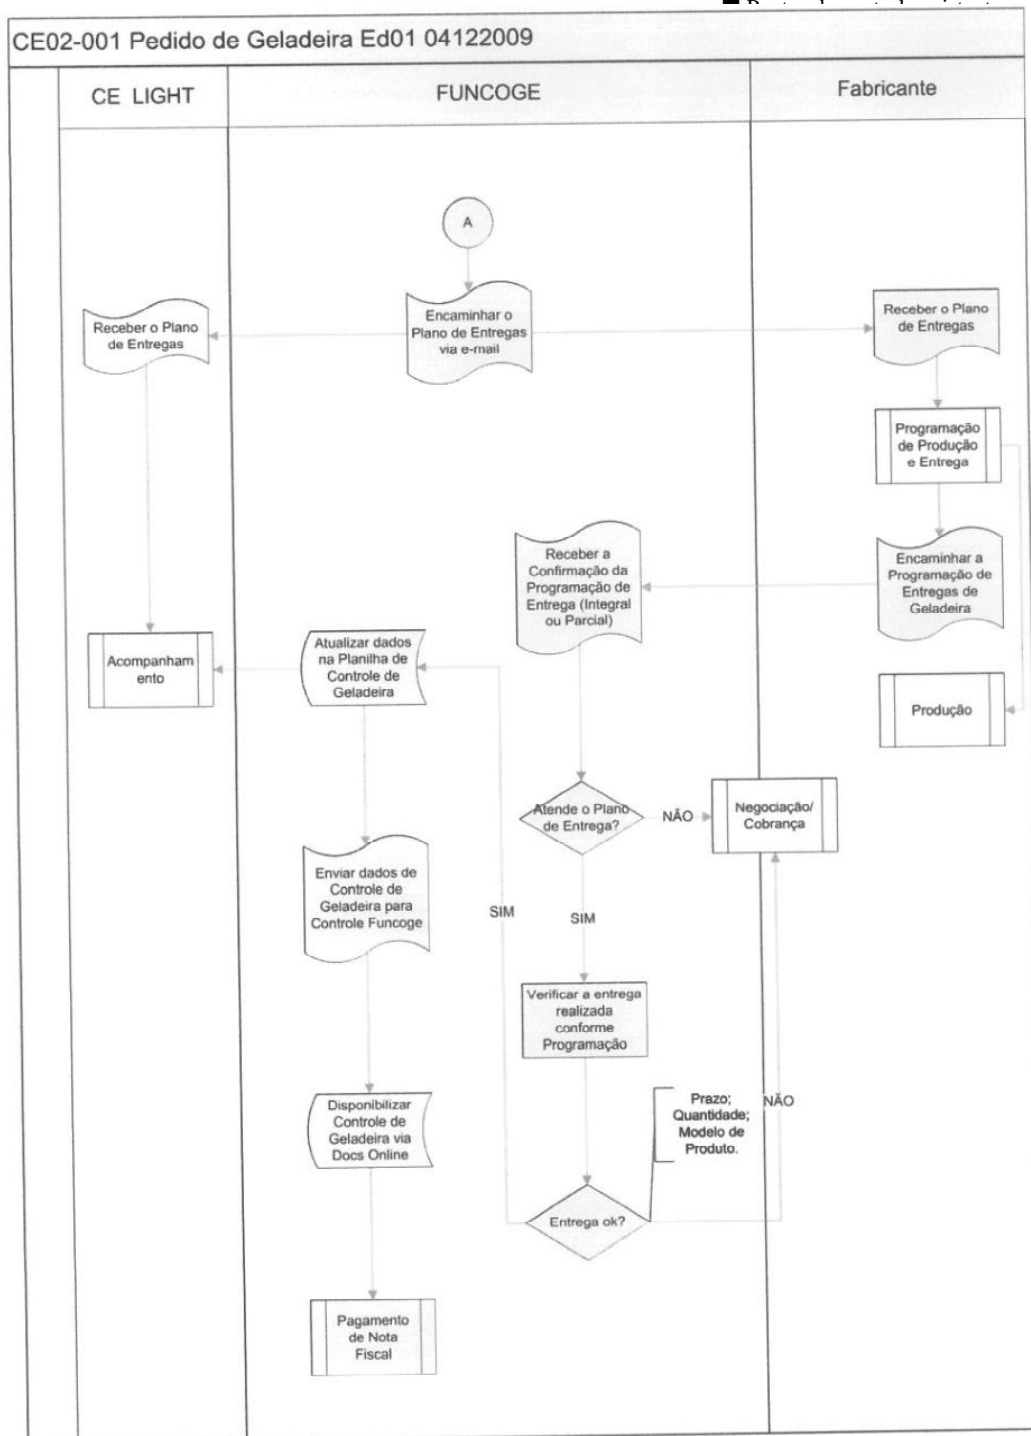 CE02-001 Pedido de Geladeira Ed01 04122009
CE LIGHT
FUNCOGE
Fabricante
A
Receber o Plano
de Entregas
Encaminhar o
Plano de Entregas
via e-mail
Receber o Plano
de Entregas
Programação
de Produção
e Entrega
Receber a
Confirmação da
Programação de
Entrega (Integral
ou Parcial)
Encaminhar a
Programação de
Entregas de
Geladeira
Acompanham
ento
Atualizar dados
na Planilha de
Controle de
Geladeira
Produção
Atende o Plano
de Entrega?
NÃO
Negociação/
Cobrança
Enviar dados de
Controle de
Geladeira para
Controle Funcoge
SIM
SIM
Verificar a entrega
realizada
conforme
Programação
Disponibilizar
Controle de
Geladeira via
Docs Online
Prazo;
Quantidade;
Modelo de
Produto.
NÃO
Entrega ok?
Pagamento
de Nota
Fiscal